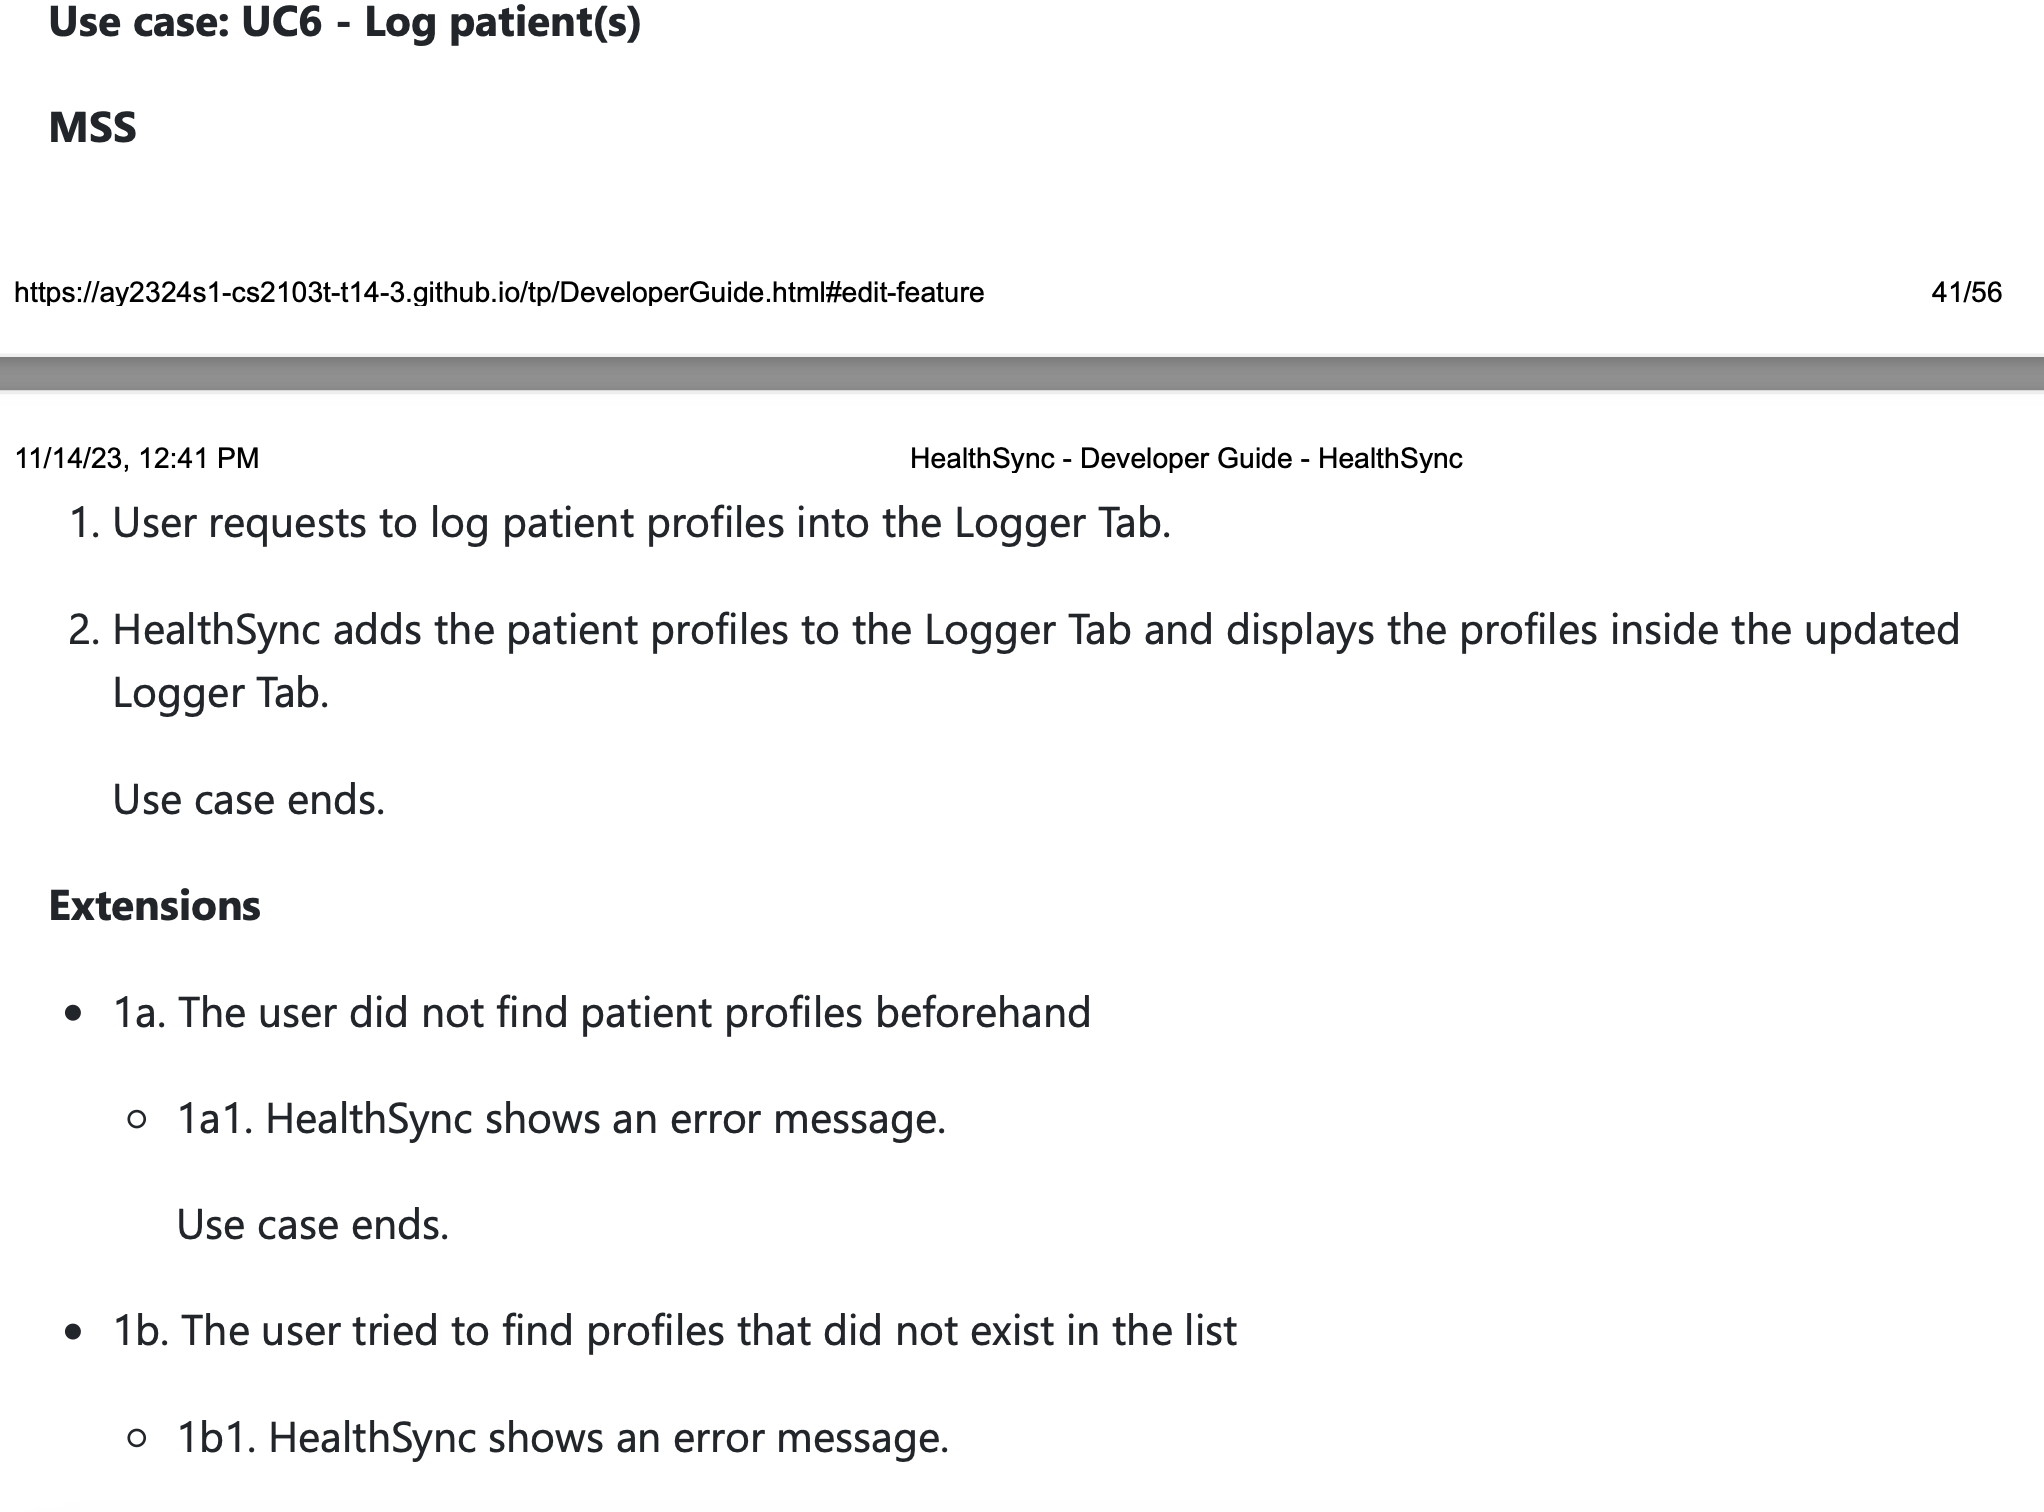 Use case: UC6 - Log patient(s)
MSS
https://ay2324s1-cs2103t-t14-3.github.io/tp/DeveloperGuide.html#edit-feature 41/56
11/14/23, 12:41 PM HealthSync - Developer Guide - HealthSync
1. User requests to log patient profiles into the Logger Tab.
2. HealthSync adds the patient profiles to the Logger Tab and displays the profiles inside the updated
Logger Tab.
Use case ends.
Extensions
• 1a. The user did not find patient profiles beforehand
○ 1a1. HealthSync shows an error message.
Use case ends.
• 1b. The user tried to find profiles that did not exist in the list
○ 1b1. HealthSync shows an error message.